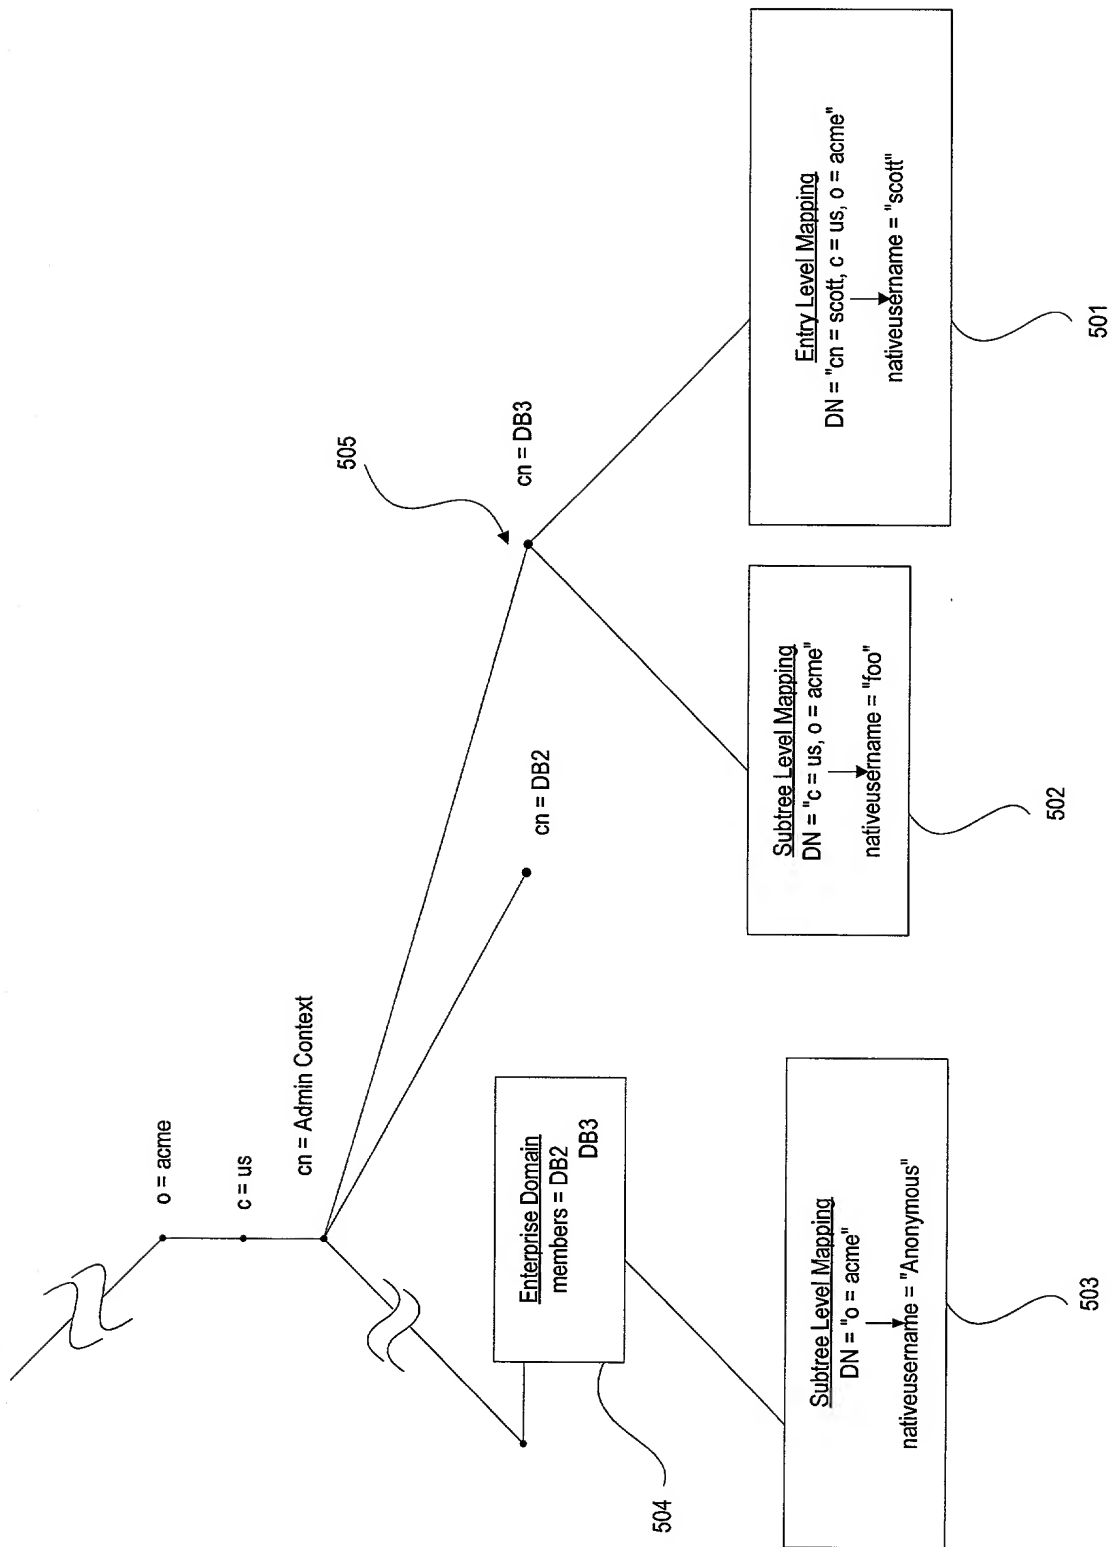 o = acme
c = us
cn = Admin Context
505
cn = DB2
cn = DB3
Enterprise Domain
members = DB2
DB3
504
Subtree Level Mapping
DN = "o = acme"
nativeusername = "Anonymous"
503
Subtree Level Mapping
DN = "c = us, o = acme"
nativeusername = "foo"
502
Entry Level Mapping
DN = "cn = scott, c = us, o = acme"
nativeusername = "scott"
501